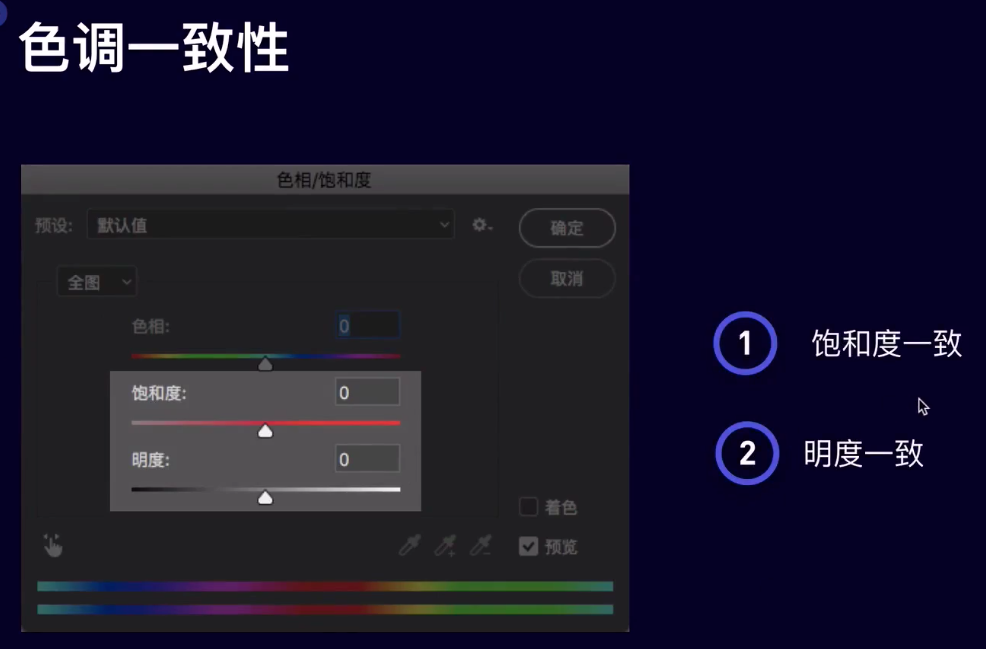 色调一致性
色相/饱和度
预设: 默认值
确定
取消
全图
色相: 0
饱和度: 0
明度: 0
着色
预览
1 饱和度一致
2 明度一致